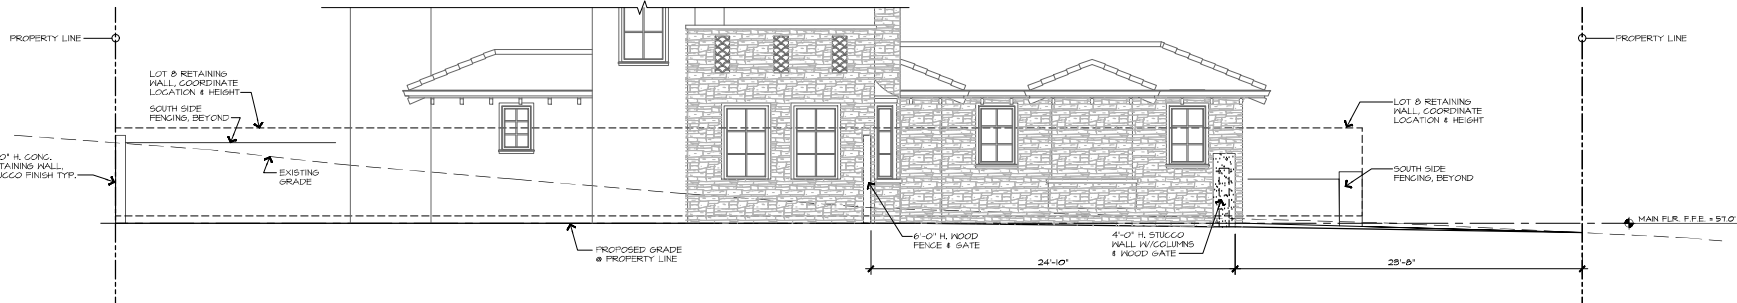 PROPERTY LINE
LOT 8 RETAINING
WALL, COORDINATE
LOCATION & HEIGHT
SOUTH SIDE
FENCING, BEYOND
0" H. CONC.
TAINING WALL,
UCCO FINISH TYP.
EXISTING
GRADE
PROPOSED GRADE
@ PROPERTY LINE
6'-0" H. WOOD
FENCE & GATE
4'-0" H. STUCCO
WALL W/COLUMNS
& WOOD GATE
24'-10"
23'-8"
PROPERTY LINE
LOT 8 RETAINING
WALL, COORDINATE
LOCATION & HEIGHT
SOUTH SIDE
FENCING, BEYOND
MAIN FLR. F.F.E. = 57.0'